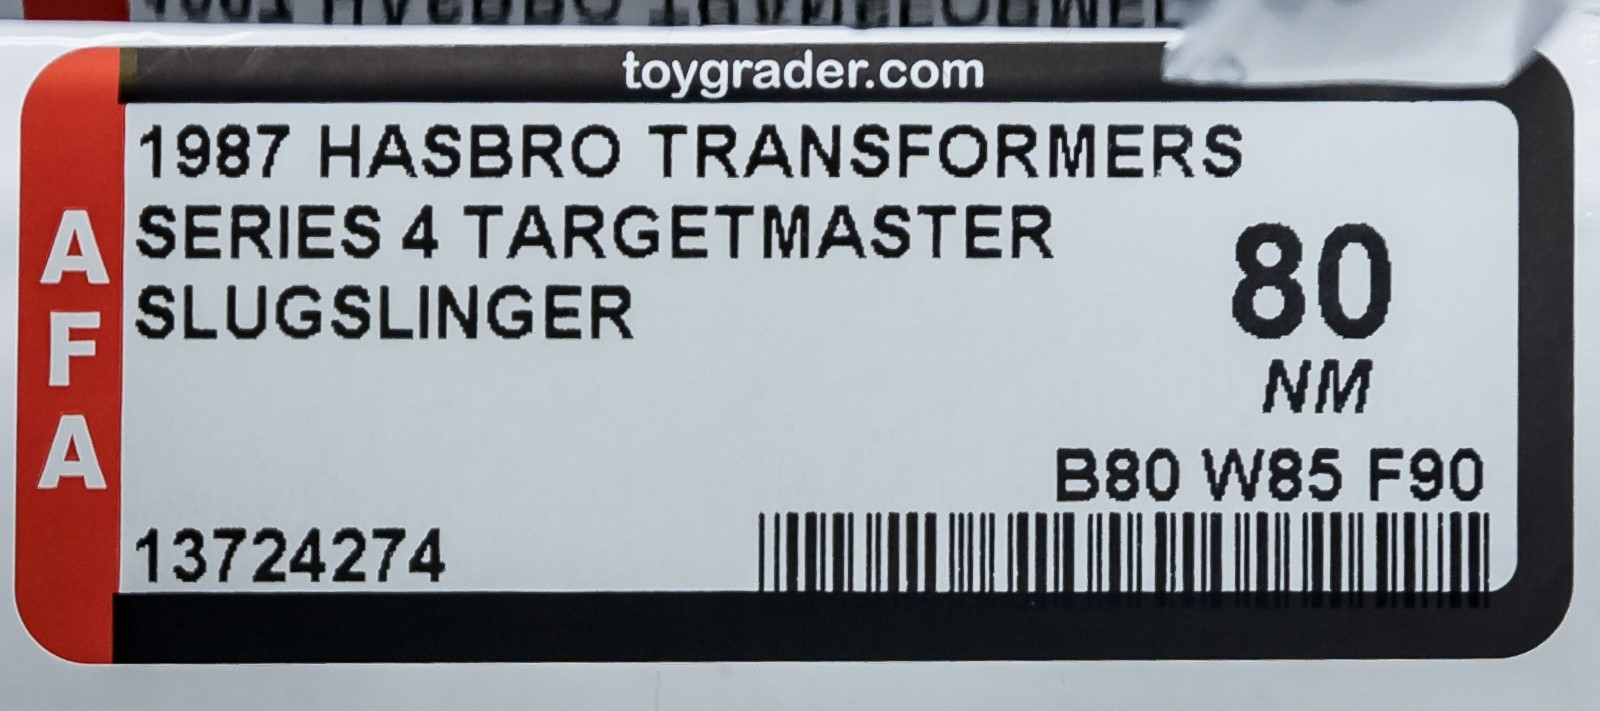 toygrader.com
AFA
1987 HASBRO TRANSFORMERS
SERIES 4 TARGETMASTER
SLUGSLINGER
80
NM
B80 W85 F90
13724274